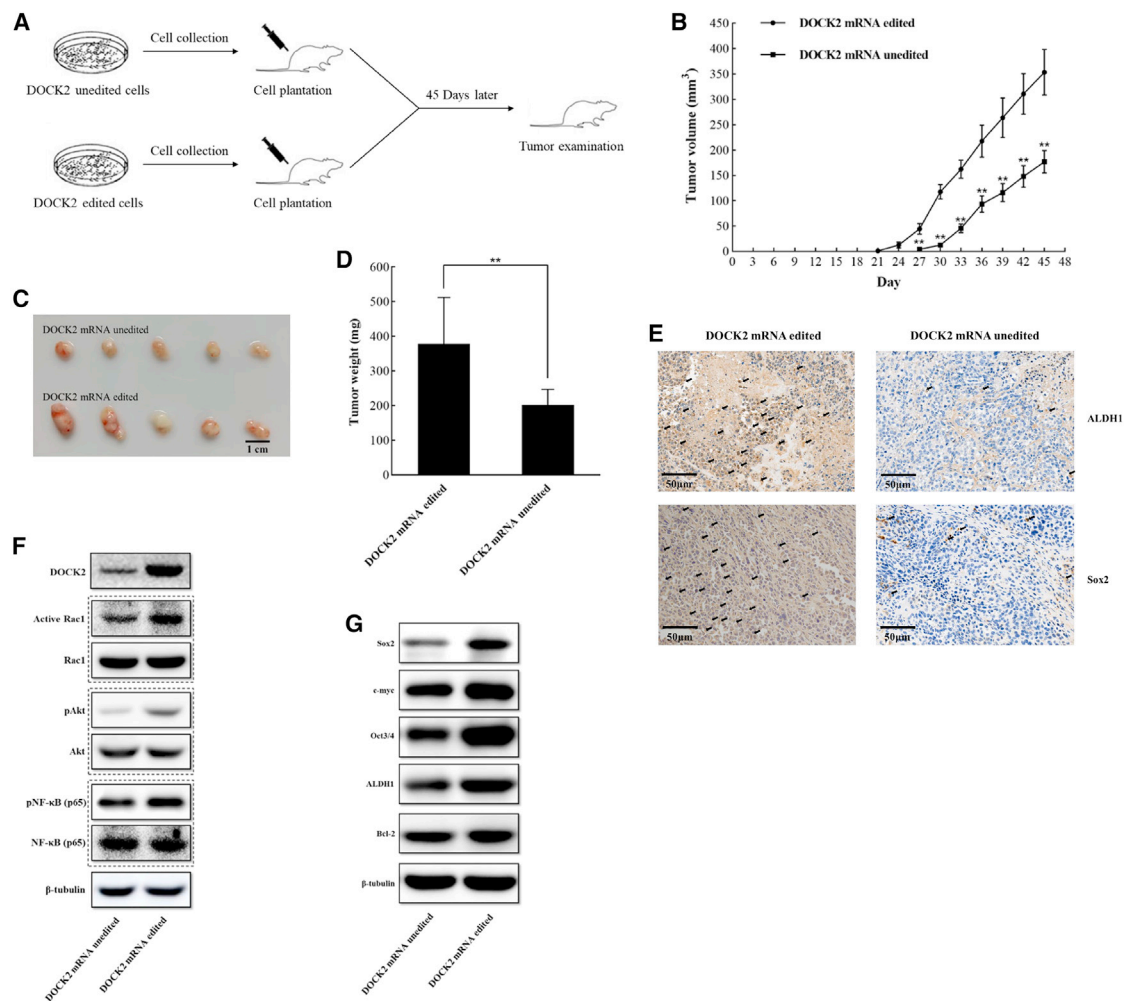 A
Cell collection
DOCK2 unedited cells
Cell plantation
45 Days later
Tumor examination
Cell collection
DOCK2 edited cells
Cell plantation
B
DOCK2 mRNA edited
DOCK2 mRNA unedited
Tumor volume (mm³)
450
400
350
300
250
200
150
100
50
0
** ** ** ** ** ** **
0 3 6 9 12 15 18 21 24 27 30 33 36 39 42 45 48
Day
C
DOCK2 mRNA unedited
DOCK2 mRNA edited
1 cm
D
Tumor weight (mg)
600
500
400
300
200
100
0
**
DOCK2 mRNA edited
DOCK2 mRNA unedited
E
DOCK2 mRNA edited DOCK2 mRNA unedited
50μm 50μm
ALDH1
50μm 50μm
Sox2
F
DOCK2
Active Rac1
Rac1
pAkt
Akt
pNF-κB (p65)
NF-κB (p65)
β-tubulin
DOCK2 mRNA unedited
DOCK2 mRNA edited
G
Sox2
c-myc
Oct3/4
ALDH1
Bcl-2
β-tubulin
DOCK2 mRNA unedited
DOCK2 mRNA edited